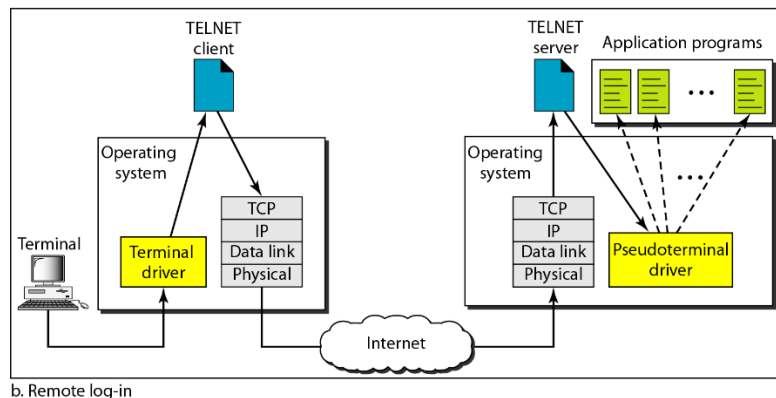 TELNET
client
TELNET
server
Application programs
Operating
system
TCP
IP
Data link
Physical
Terminal
Terminal
driver
Operating
system
TCP
IP
Data link
Physical
Pseudoterminal
driver
Internet
b. Remote log-in